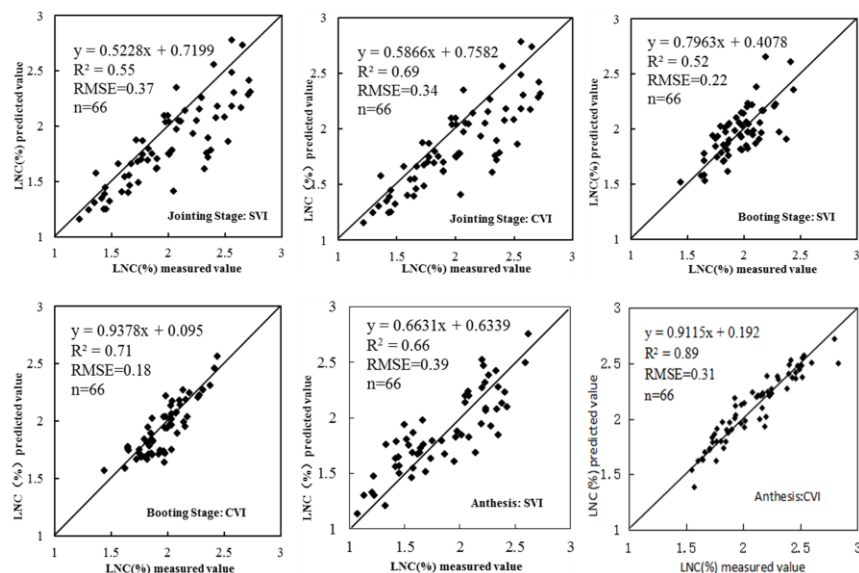 3
2.5
2
1.5
1
LNC(%) predicted value
y = 0.5228x + 0.7199
R² = 0.55
RMSE=0.37
n=66
Jointing Stage: SVI
1 1.5 2 2.5 3
LNC(%) measured value
3
2.5
2
1.5
1
LNC (%) predicted value
y = 0.5866x + 0.7582
R² = 0.69
RMSE=0.34
n=66
Jointing Stage: CVI
1 1.5 2 2.5 3
LNC(%) measured value
3
2.5
2
1.5
1
LNC(%) predicted value
y = 0.7963x + 0.4078
R² = 0.52
RMSE=0.22
n=66
Booting Stage: SVI
1 1.5 2 2.5 3
LNC(%) measured value
3
2.5
2
1.5
1
LNC (%) predicted value
y = 0.9378x + 0.095
R² = 0.71
RMSE=0.18
n=66
Booting Stage: CVI
1 1.5 2 2.5 3
LNC(%) measured value
3
2.5
2
1.5
1
LNC (%) predicted value
y = 0.6631x + 0.6339
R² = 0.66
RMSE=0.39
n=66
Anthesis: SVI
1 1.5 2 2.5 3
LNC(%) measured value
3
2.5
2
1.5
1
LNC (%) predicted value
y = 0.9115x + 0.192
R² = 0.89
RMSE=0.31
n=66
Anthesis:CVI
1 1.5 2 2.5 3
LNC(%) measured value